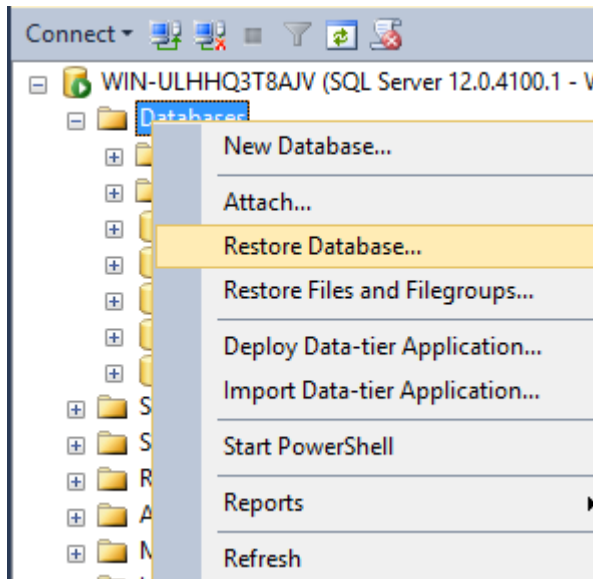 Connect
WIN-ULHHQ3T8AJV (SQL Server 12.0.4100.1 -
Databases
New Database...
Attach...
Restore Database...
Restore Files and Filegroups...
Deploy Data-tier Application...
Import Data-tier Application...
S
S
Start PowerShell
R
Reports
A
Refresh